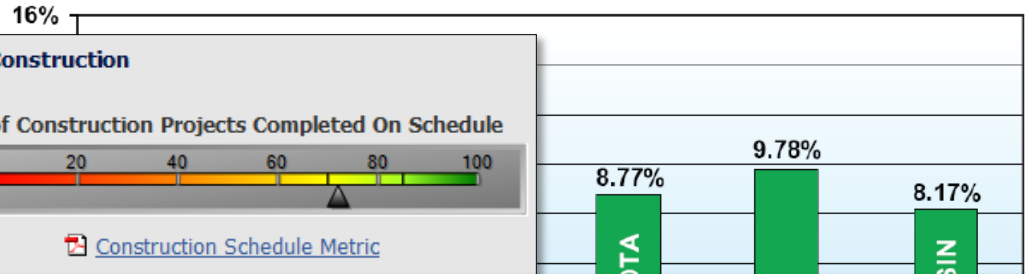 16%
Construction
of Construction Projects Completed On Schedule
20 40 60 80 100
Construction Schedule Metric
8.77%
9.78%
8.17%
OTA
SIN